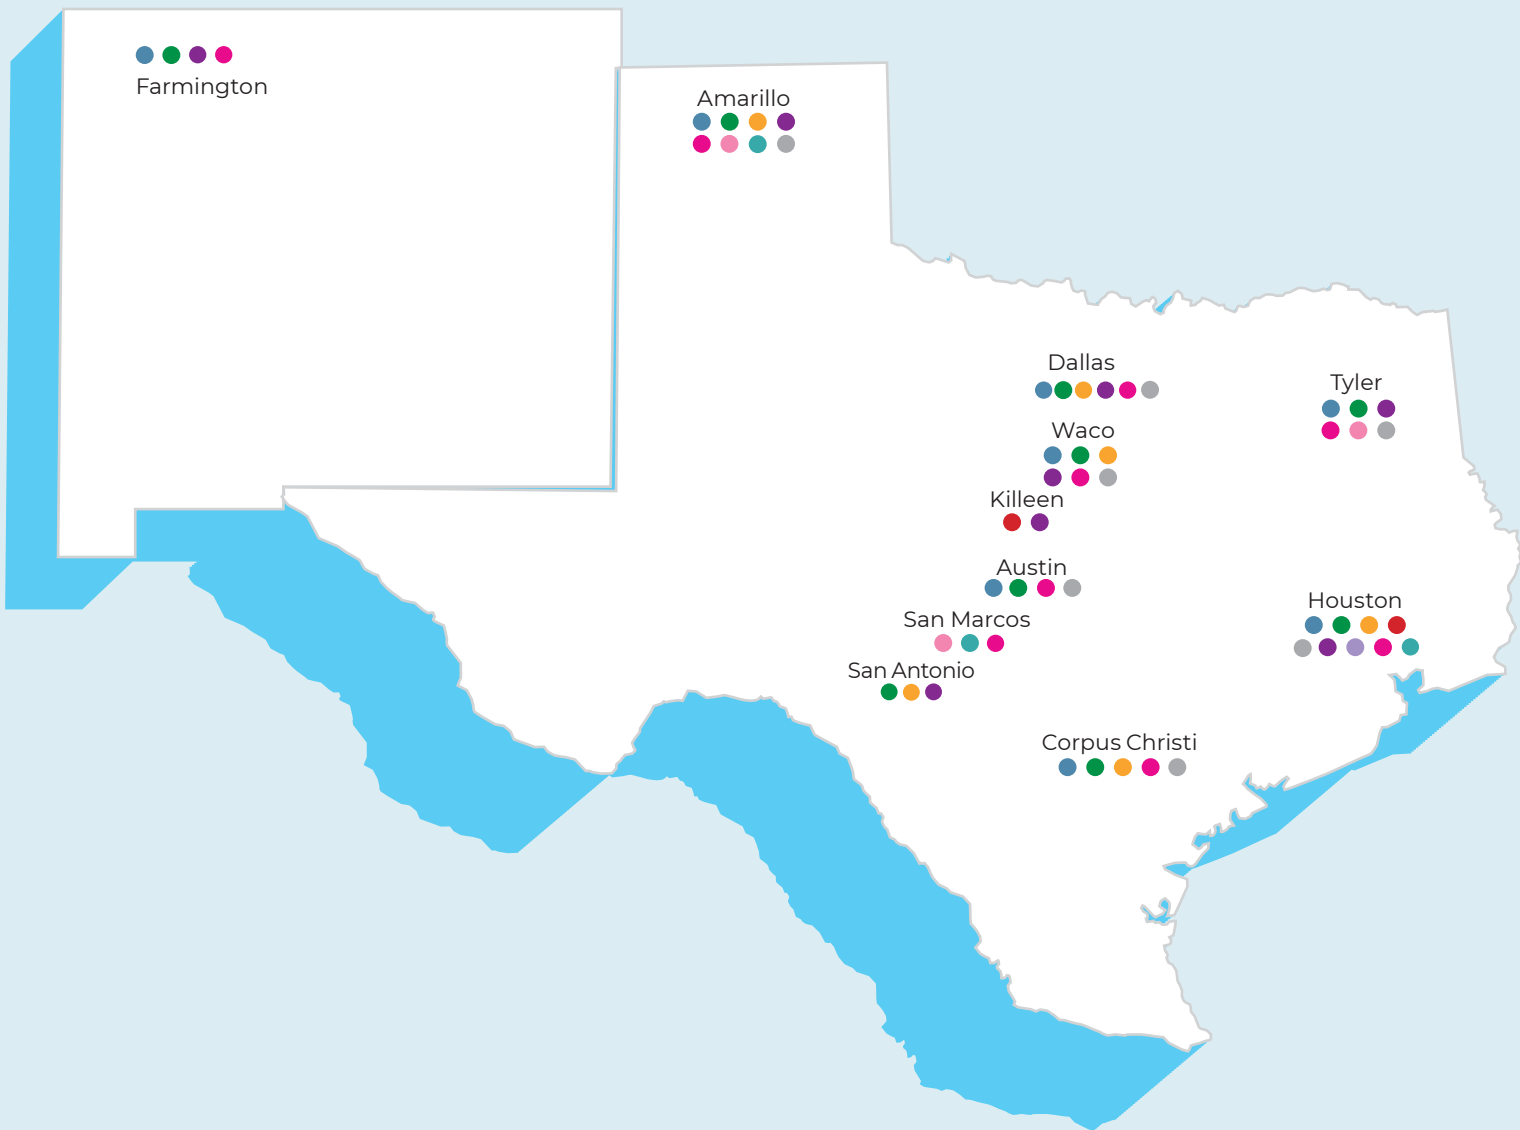 Farmington
Amarillo
Dallas
Tyler
Waco
Killeen
Austin
Houston
San Marcos
San Antonio
Corpus Christi